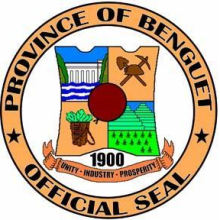 PROVINCE OF BENGUET
1900
UNITY - INDUSTRY - PROSPERITY
OFFICIAL SEAL